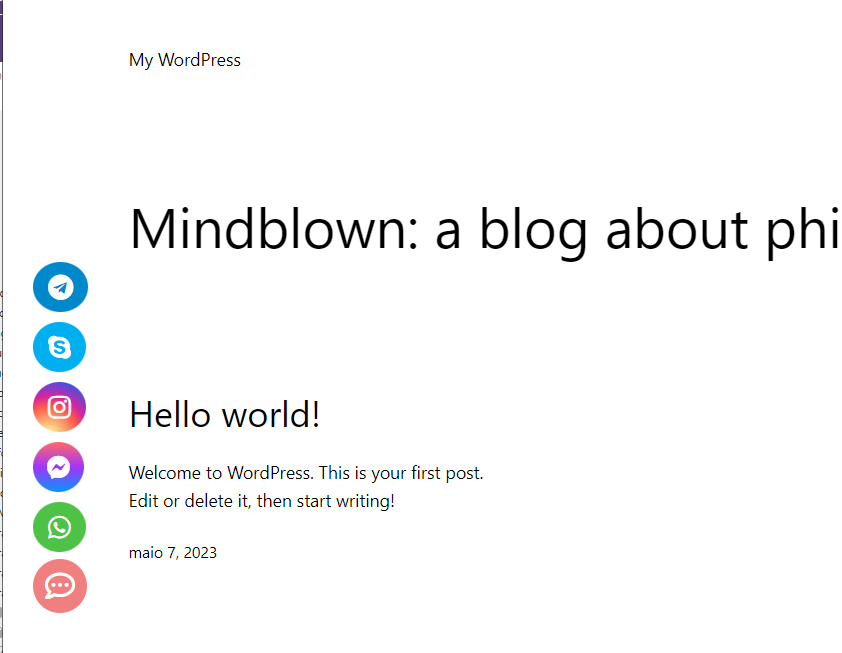 My WordPress
Mindblown: a blog about phi
Hello world!
Welcome to WordPress. This is your first post.
Edit or delete it, then start writing!
maio 7, 2023